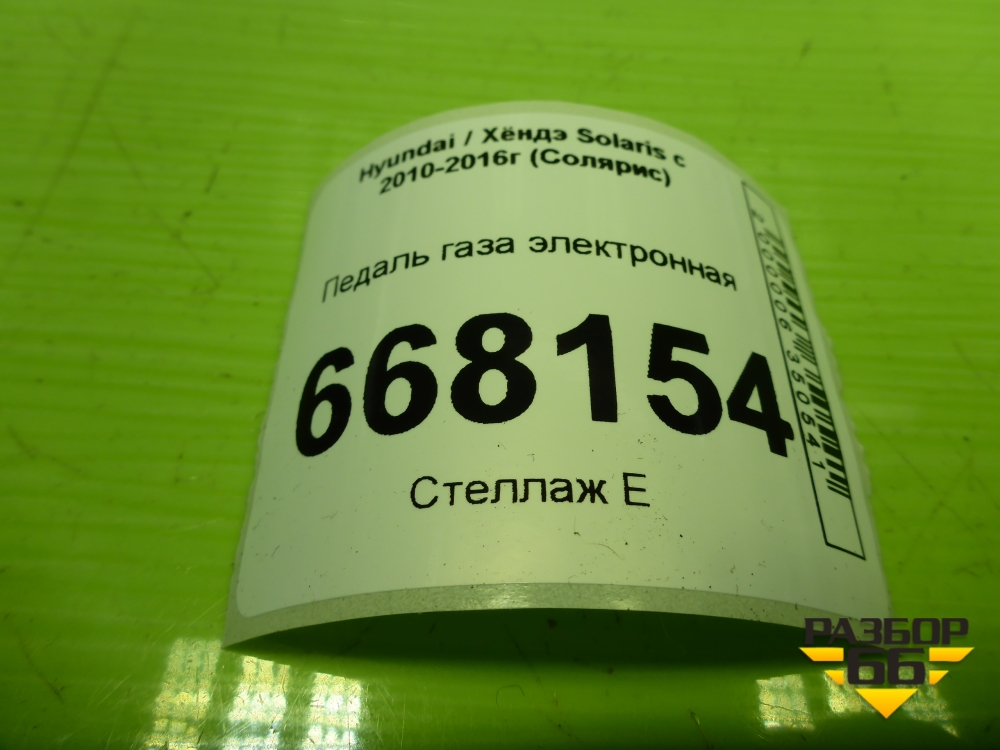 Hyundai / Хёндэ Solaris с
2010-2016г (Солярис)
Педаль газа электронная
668154
Стеллаж Е
РАЗБОР
66